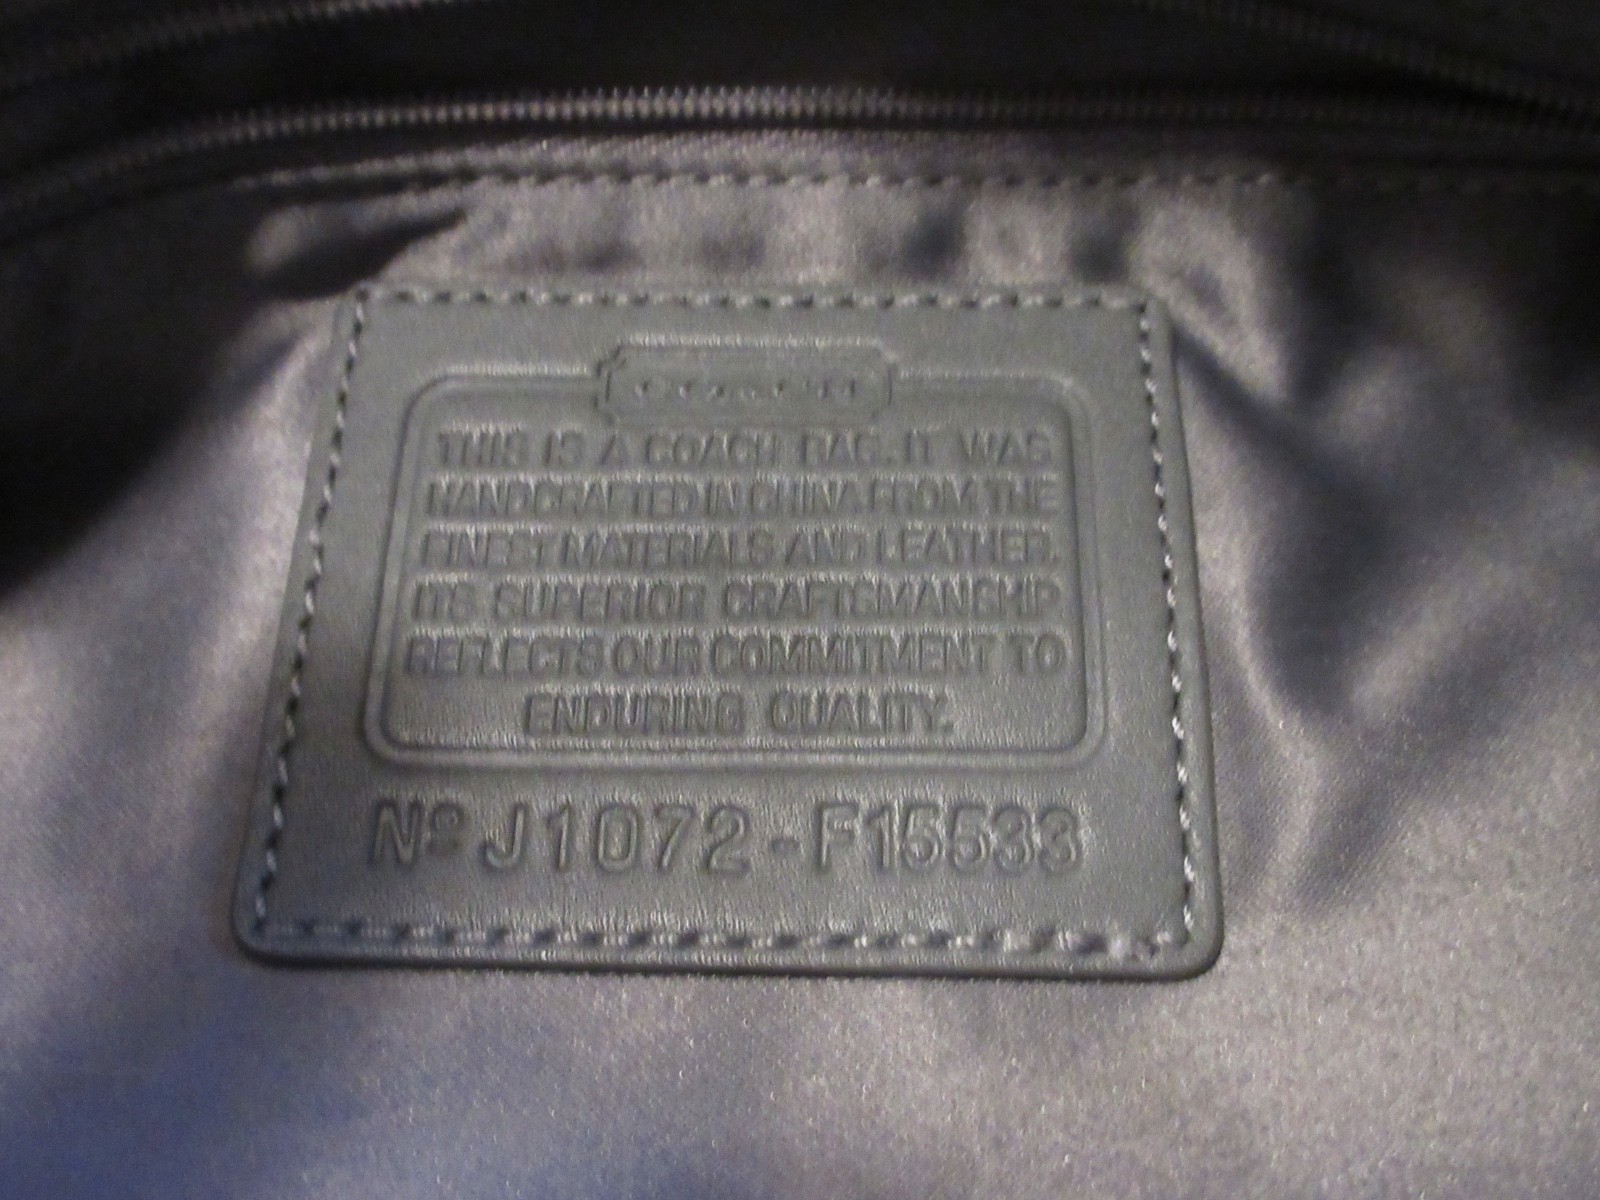 COACH
THIS IS A COACH BAG. IT WAS
HANDCRAFTED IN CHINA FROM THE
FINEST MATERIALS AND LEATHER.
ITS SUPERIOR CRAFTSMANSHIP
REFLECTS OUR COMMITMENT TO
ENDURING QUALITY.
Nº J1072-F15533